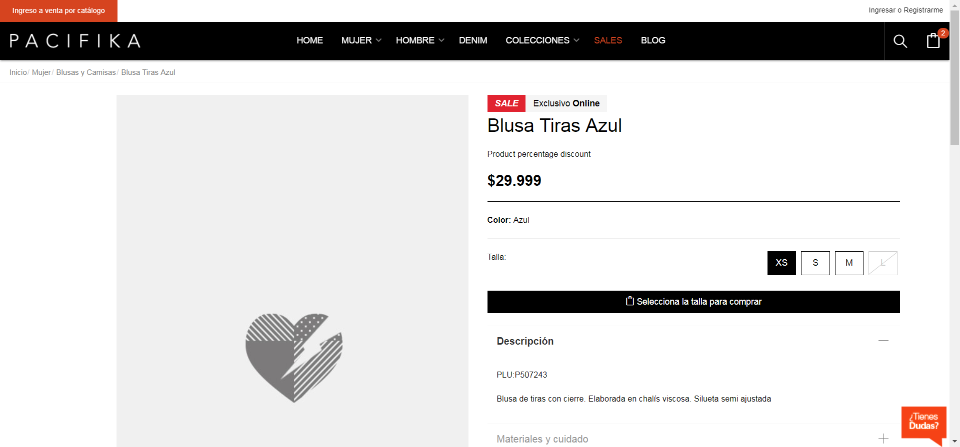 Ingreso a venta por catálogo
Ingresar o Registrarme
PACIFIKA
HOME MUJER HOMBRE DENIM COLECCIONES SALES BLOG
2
Inicio/ Mujer/ Blusas y Camisas/ Blusa Tiras Azul
SALE Exclusivo Online
Blusa Tiras Azul
Product percentage discount
$29.999
Color: Azul
Talla:
XS S M L
Selecciona la talla para comprar
Descripción
PLU:P507243
Blusa de tiras con cierre. Elaborada en chalís viscosa. Silueta semi ajustada
Materiales y cuidado
¿Tienes
Dudas?